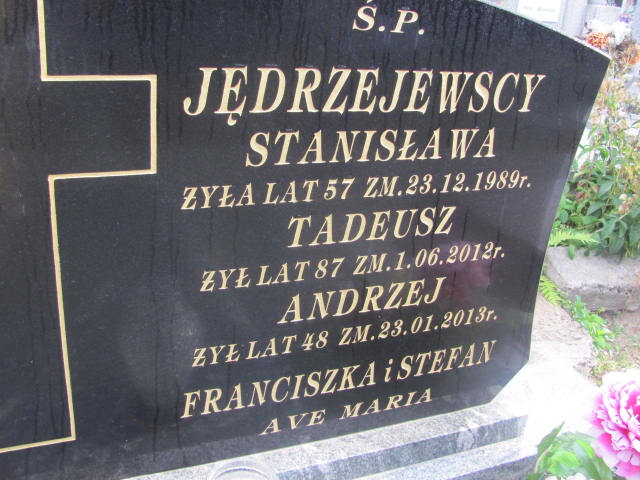 Ś.P.
JĘDRZEJEWSCY
STANISŁAWA
ŻYŁA LAT 57 ZM.23.12.1989r.
TADEUSZ
ŻYŁ LAT 87 ZM.1.06.2012r.
ANDRZEJ
ŻYŁ LAT 48 ZM.23.01.2013r.
FRANCISZKA i STEFAN
AVE MARIA